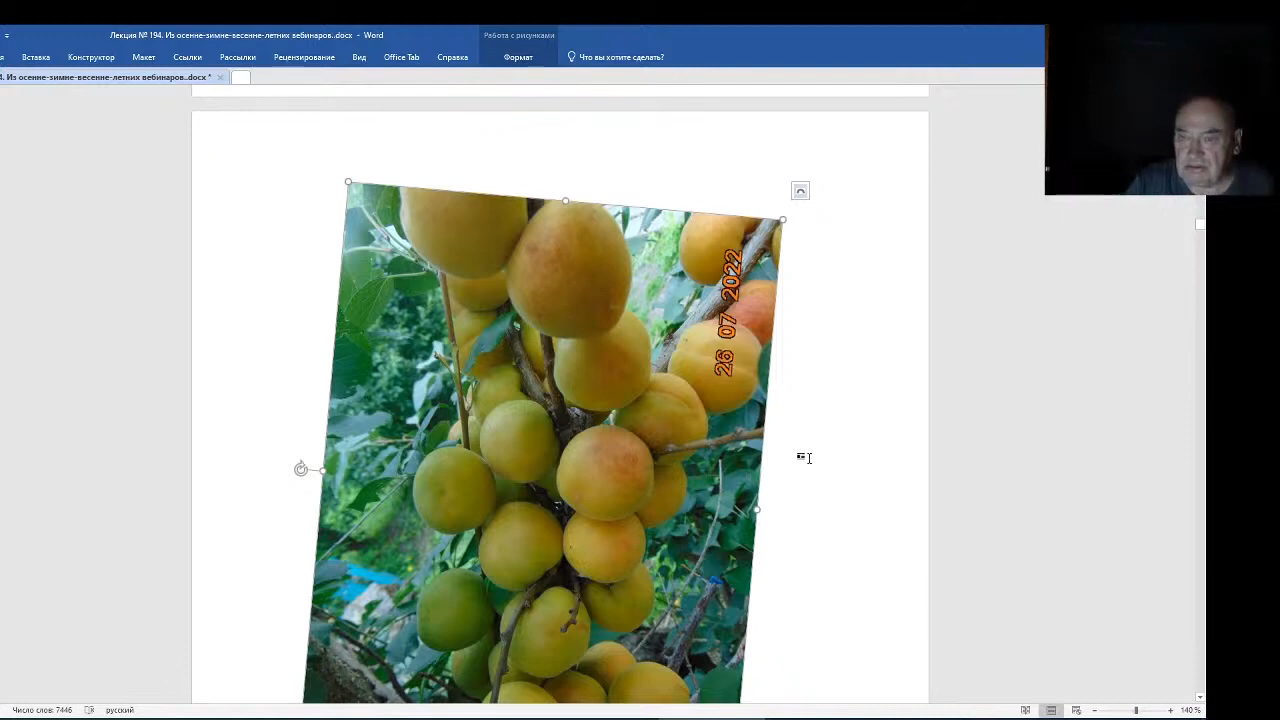 Лекция № 194. Из осенне-зимне-весенне-летних вебинаров..docx - Word
Работа с рисунками
Вставка Конструктор Макет Ссылки Рассылки Рецензирование Вид Office Tab Справка Формат Что вы хотите сделать?
4. Из осенне-зимне-весенне-летних вебинаров..docx *
26 07 2022
Число слов: 7446 русский 140 %